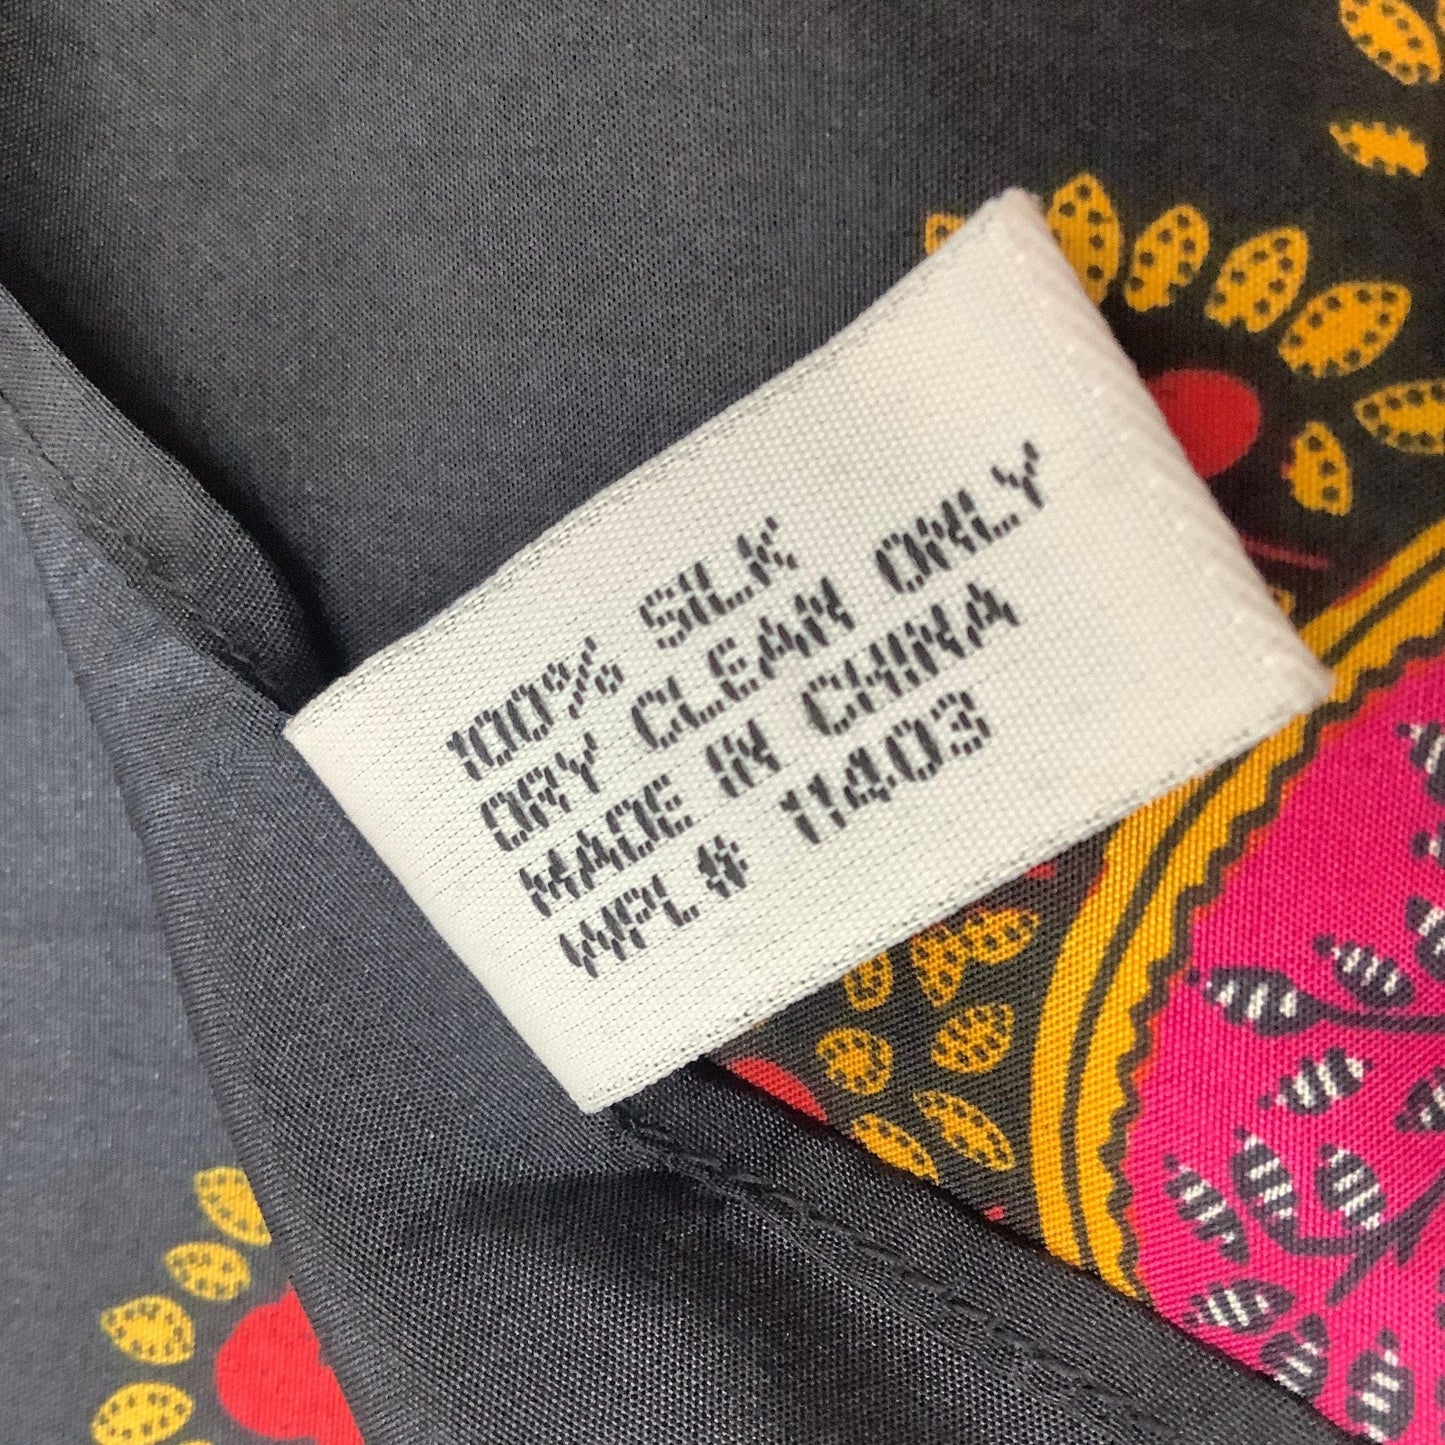 100% SILK
DRY CLEAN ONLY
MADE IN CHINA
WPL# 11403